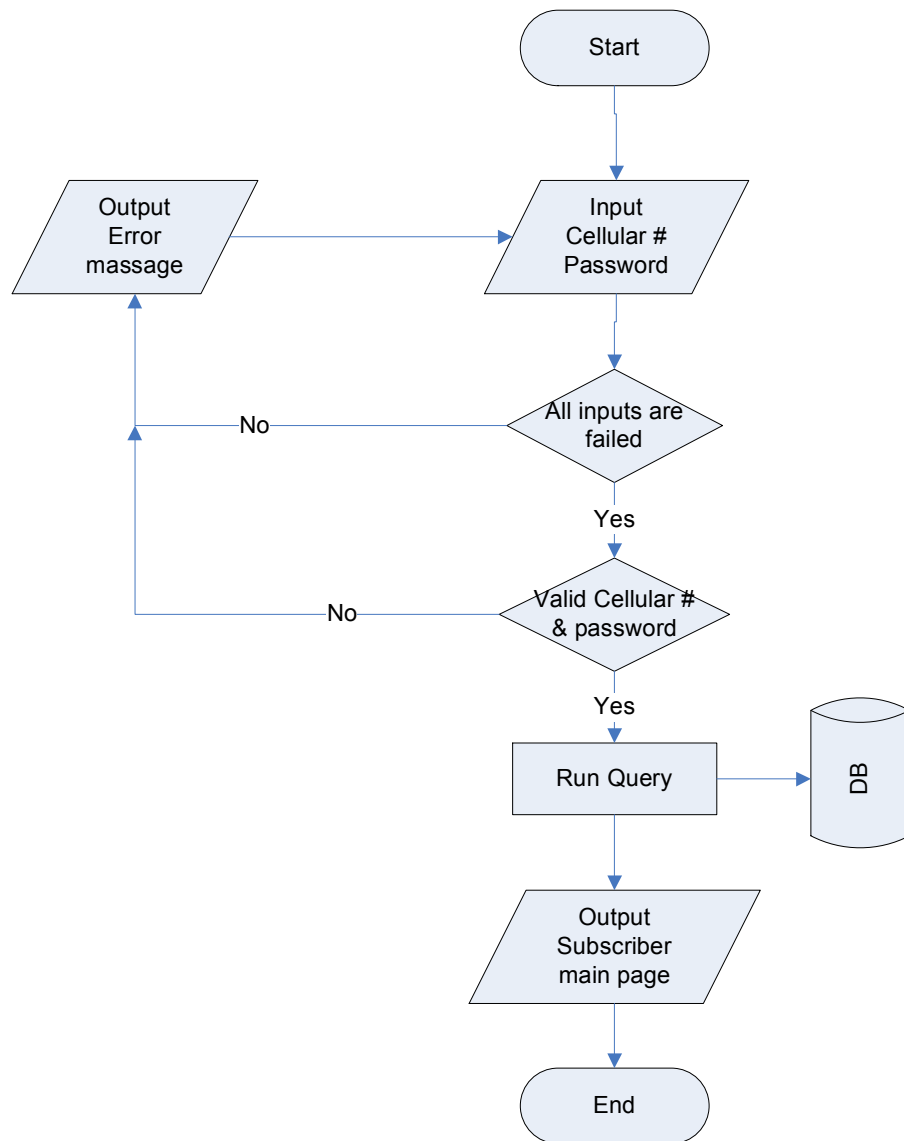 Start
Output
Error
massage
Input
Cellular #
Password
All inputs are
failed
No
Yes
Valid Cellular #
& password
No
Yes
Run Query
DB
Output
Subscriber
main page
End